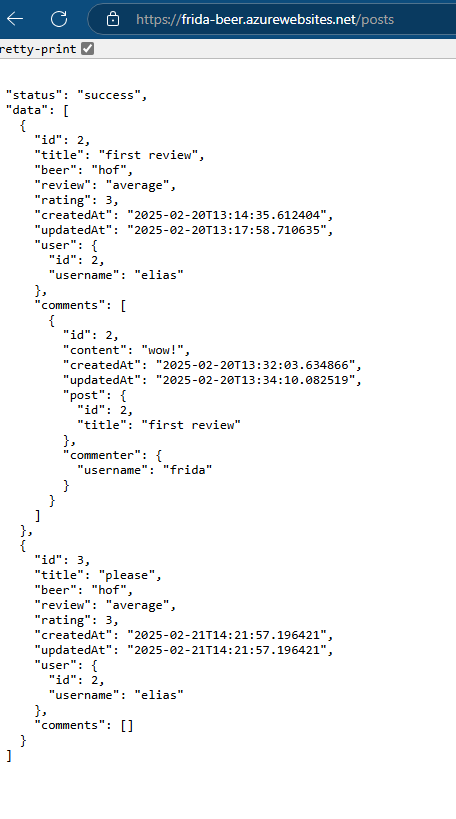 https://frida-beer.azurewebsites.net/posts
retty-print
"status": "success",
"data": [
{
"id": 2,
"title": "first review",
"beer": "hof",
"review": "average",
"rating": 3,
"createdAt": "2025-02-20T13:14:35.612404",
"updatedAt": "2025-02-20T13:17:58.710635",
"user": {
"id": 2,
"username": "elias"
},
"comments": [
{
"id": 2,
"content": "wow!",
"createdAt": "2025-02-20T13:32:03.634866",
"updatedAt": "2025-02-20T13:34:10.082519",
"post": {
"id": 2,
"title": "first review"
},
"commenter": {
"username": "frida"
}
}
]
},
{
"id": 3,
"title": "please",
"beer": "hof",
"review": "average",
"rating": 3,
"createdAt": "2025-02-21T14:21:57.196421",
"updatedAt": "2025-02-21T14:21:57.196421",
"user": {
"id": 2,
"username": "elias"
},
"comments": []
}
]